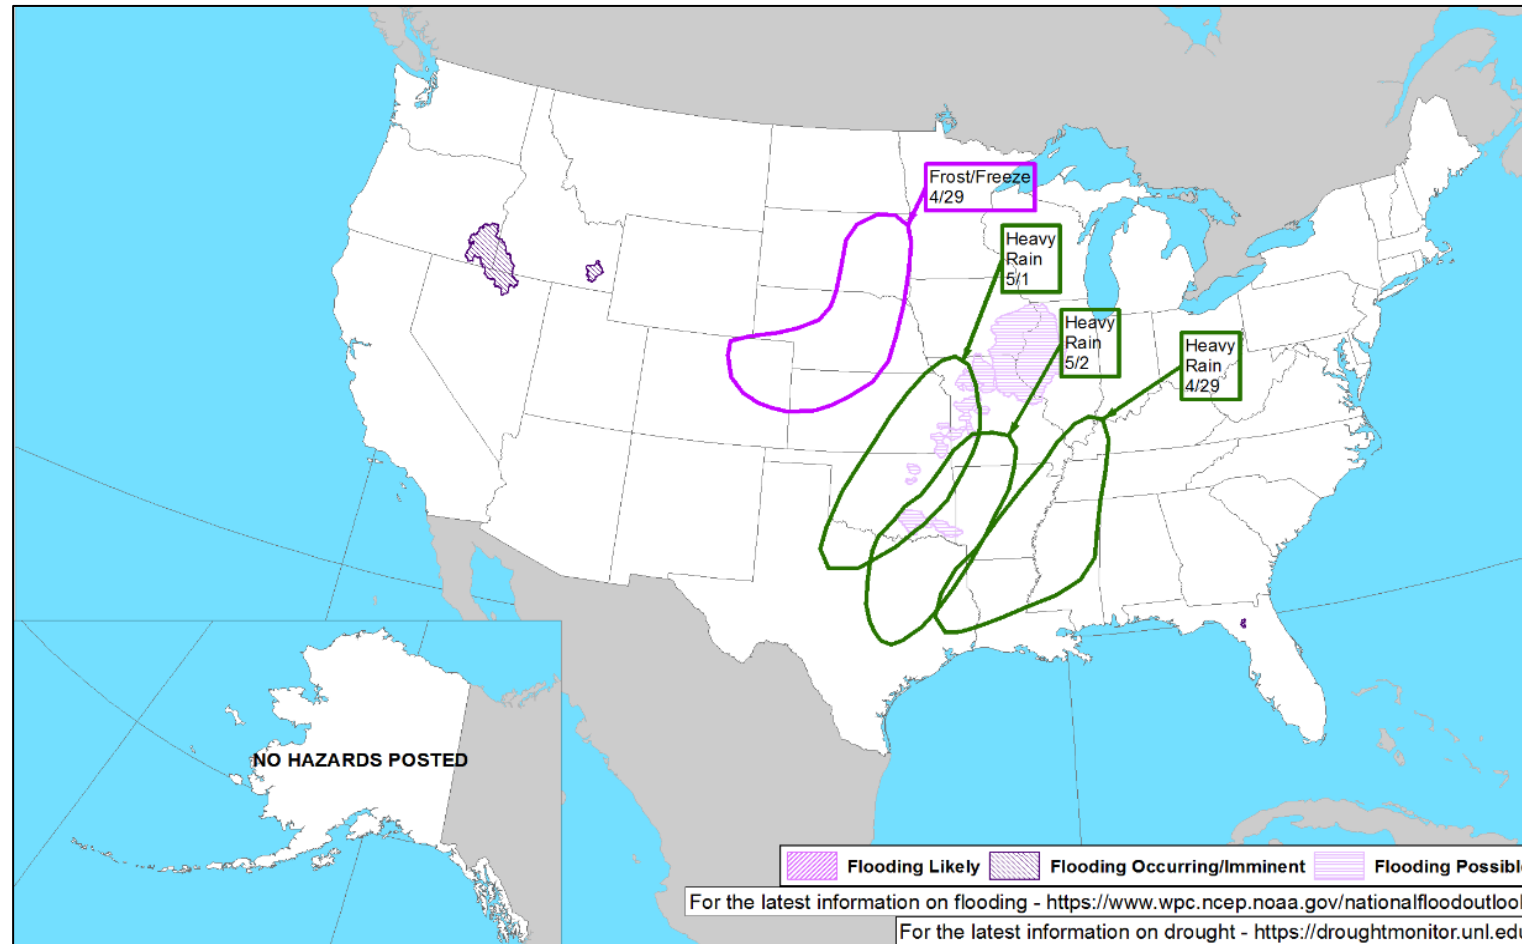 Frost/Freeze
4/29
Heavy
Rain
5/1
Heavy
Rain
5/2
Heavy
Rain
4/29
NO HAZARDS POSTED
Flooding Likely
Flooding Occurring/Imminent
Flooding Possible
For the latest information on flooding - https://www.wpc.ncep.noaa.gov/nationalfloodoutlook
For the latest information on drought - https://droughtmonitor.unl.edu